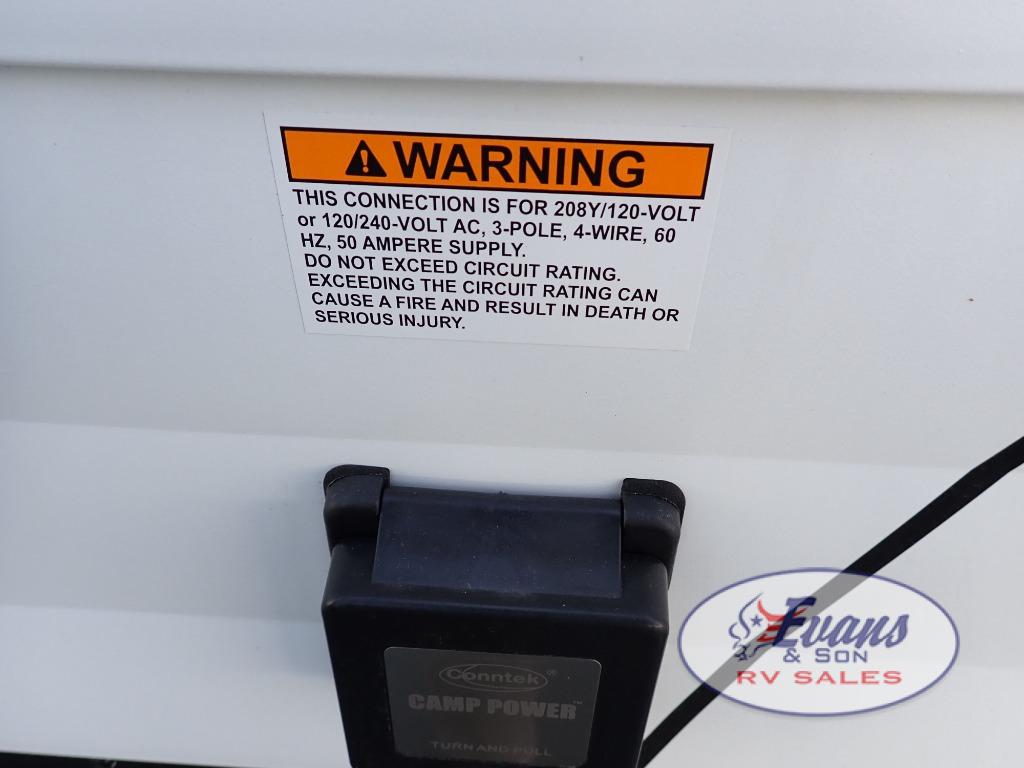 WARNING
THIS CONNECTION IS FOR 208Y/120-VOLT
or 120/240-VOLT AC, 3-POLE, 4-WIRE, 60
HZ, 50 AMPERE SUPPLY.
DO NOT EXCEED CIRCUIT RATING.
EXCEEDING THE CIRCUIT RATING CAN
CAUSE A FIRE AND RESULT IN DEATH OR
SERIOUS INJURY.
Conntek®
CAMP POWER™
TURN AND PULL
Evans
& SON
RV SALES